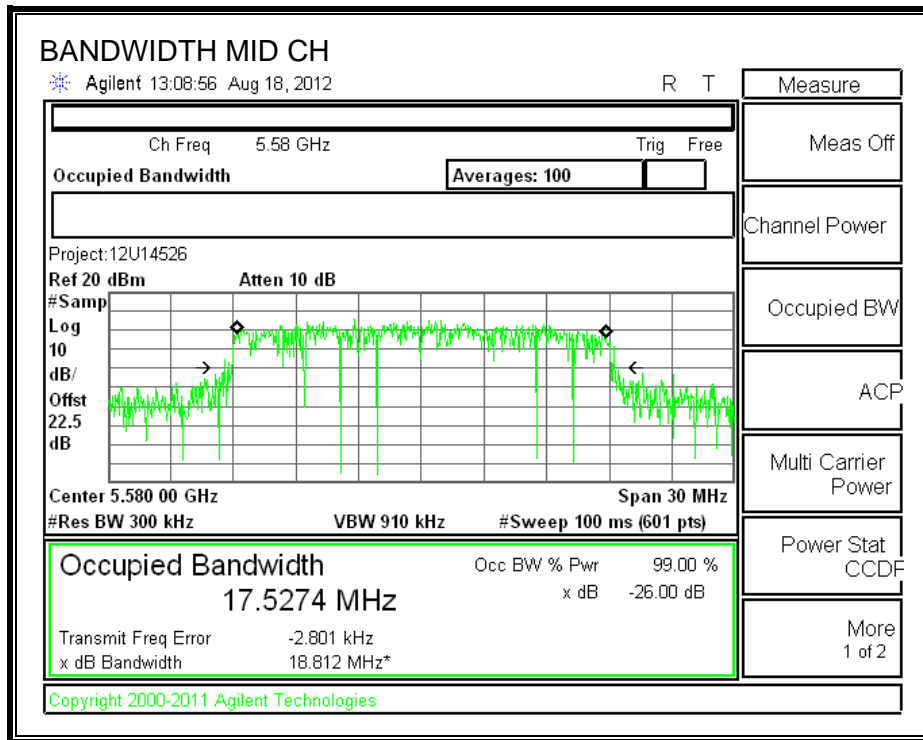 BANDWIDTH MID CH
Agilent 13:08:56 Aug 18, 2012 R T
Measure
Ch Freq 5.58 GHz Trig Free
Meas Off
Occupied Bandwidth Averages: 100
Channel Power
Project:12U14526
Ref 20 dBm Atten 10 dB
#Samp
Log
10
dB/
Offst
22.5
dB
Occupied BW
ACP
Multi Carrier
Power
Center 5.580 00 GHz Span 30 MHz
#Res BW 300 kHz VBW 910 kHz #Sweep 100 ms (601 pts)
Power Stat
CCDF
Occupied Bandwidth Occ BW % Pwr 99.00 %
17.5274 MHz x dB -26.00 dB
Transmit Freq Error -2.801 kHz
x dB Bandwidth 18.812 MHz*
More
1 of 2
Copyright 2000-2011 Agilent Technologies